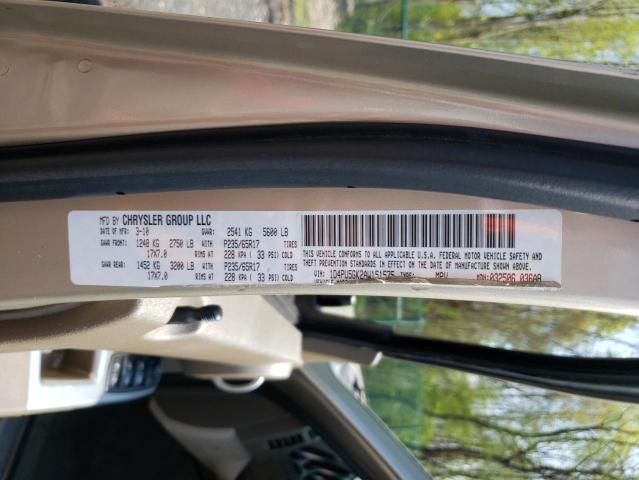 MFD BY CHRYSLER GROUP LLC
DATE OF MFR: 3-10 GVWR: 2541 KG 5600 LB
GAWR FRONT: 1248 KG 2750 LB WITH P235/65R17 TIRES
17X7.0 RIMS AT 228 KPA ( 33 PSI) COLD
GAWR REAR: 1452 KG 3200 LB WITH P235/65R17 TIRES
17X7.0 RIMS AT 228 KPA ( 33 PSI) COLD
THIS VEHICLE CONFORMS TO ALL APPLICABLE U.S.A. FEDERAL MOTOR VEHICLE SAFETY
AND THEFT PREVENTION STANDARDS IN EFFECT ON THE DATE OF MANUFACTURE SHOWN ABOVE.
VIN: TYPE: MPV MDH: 032506
VEHICLE